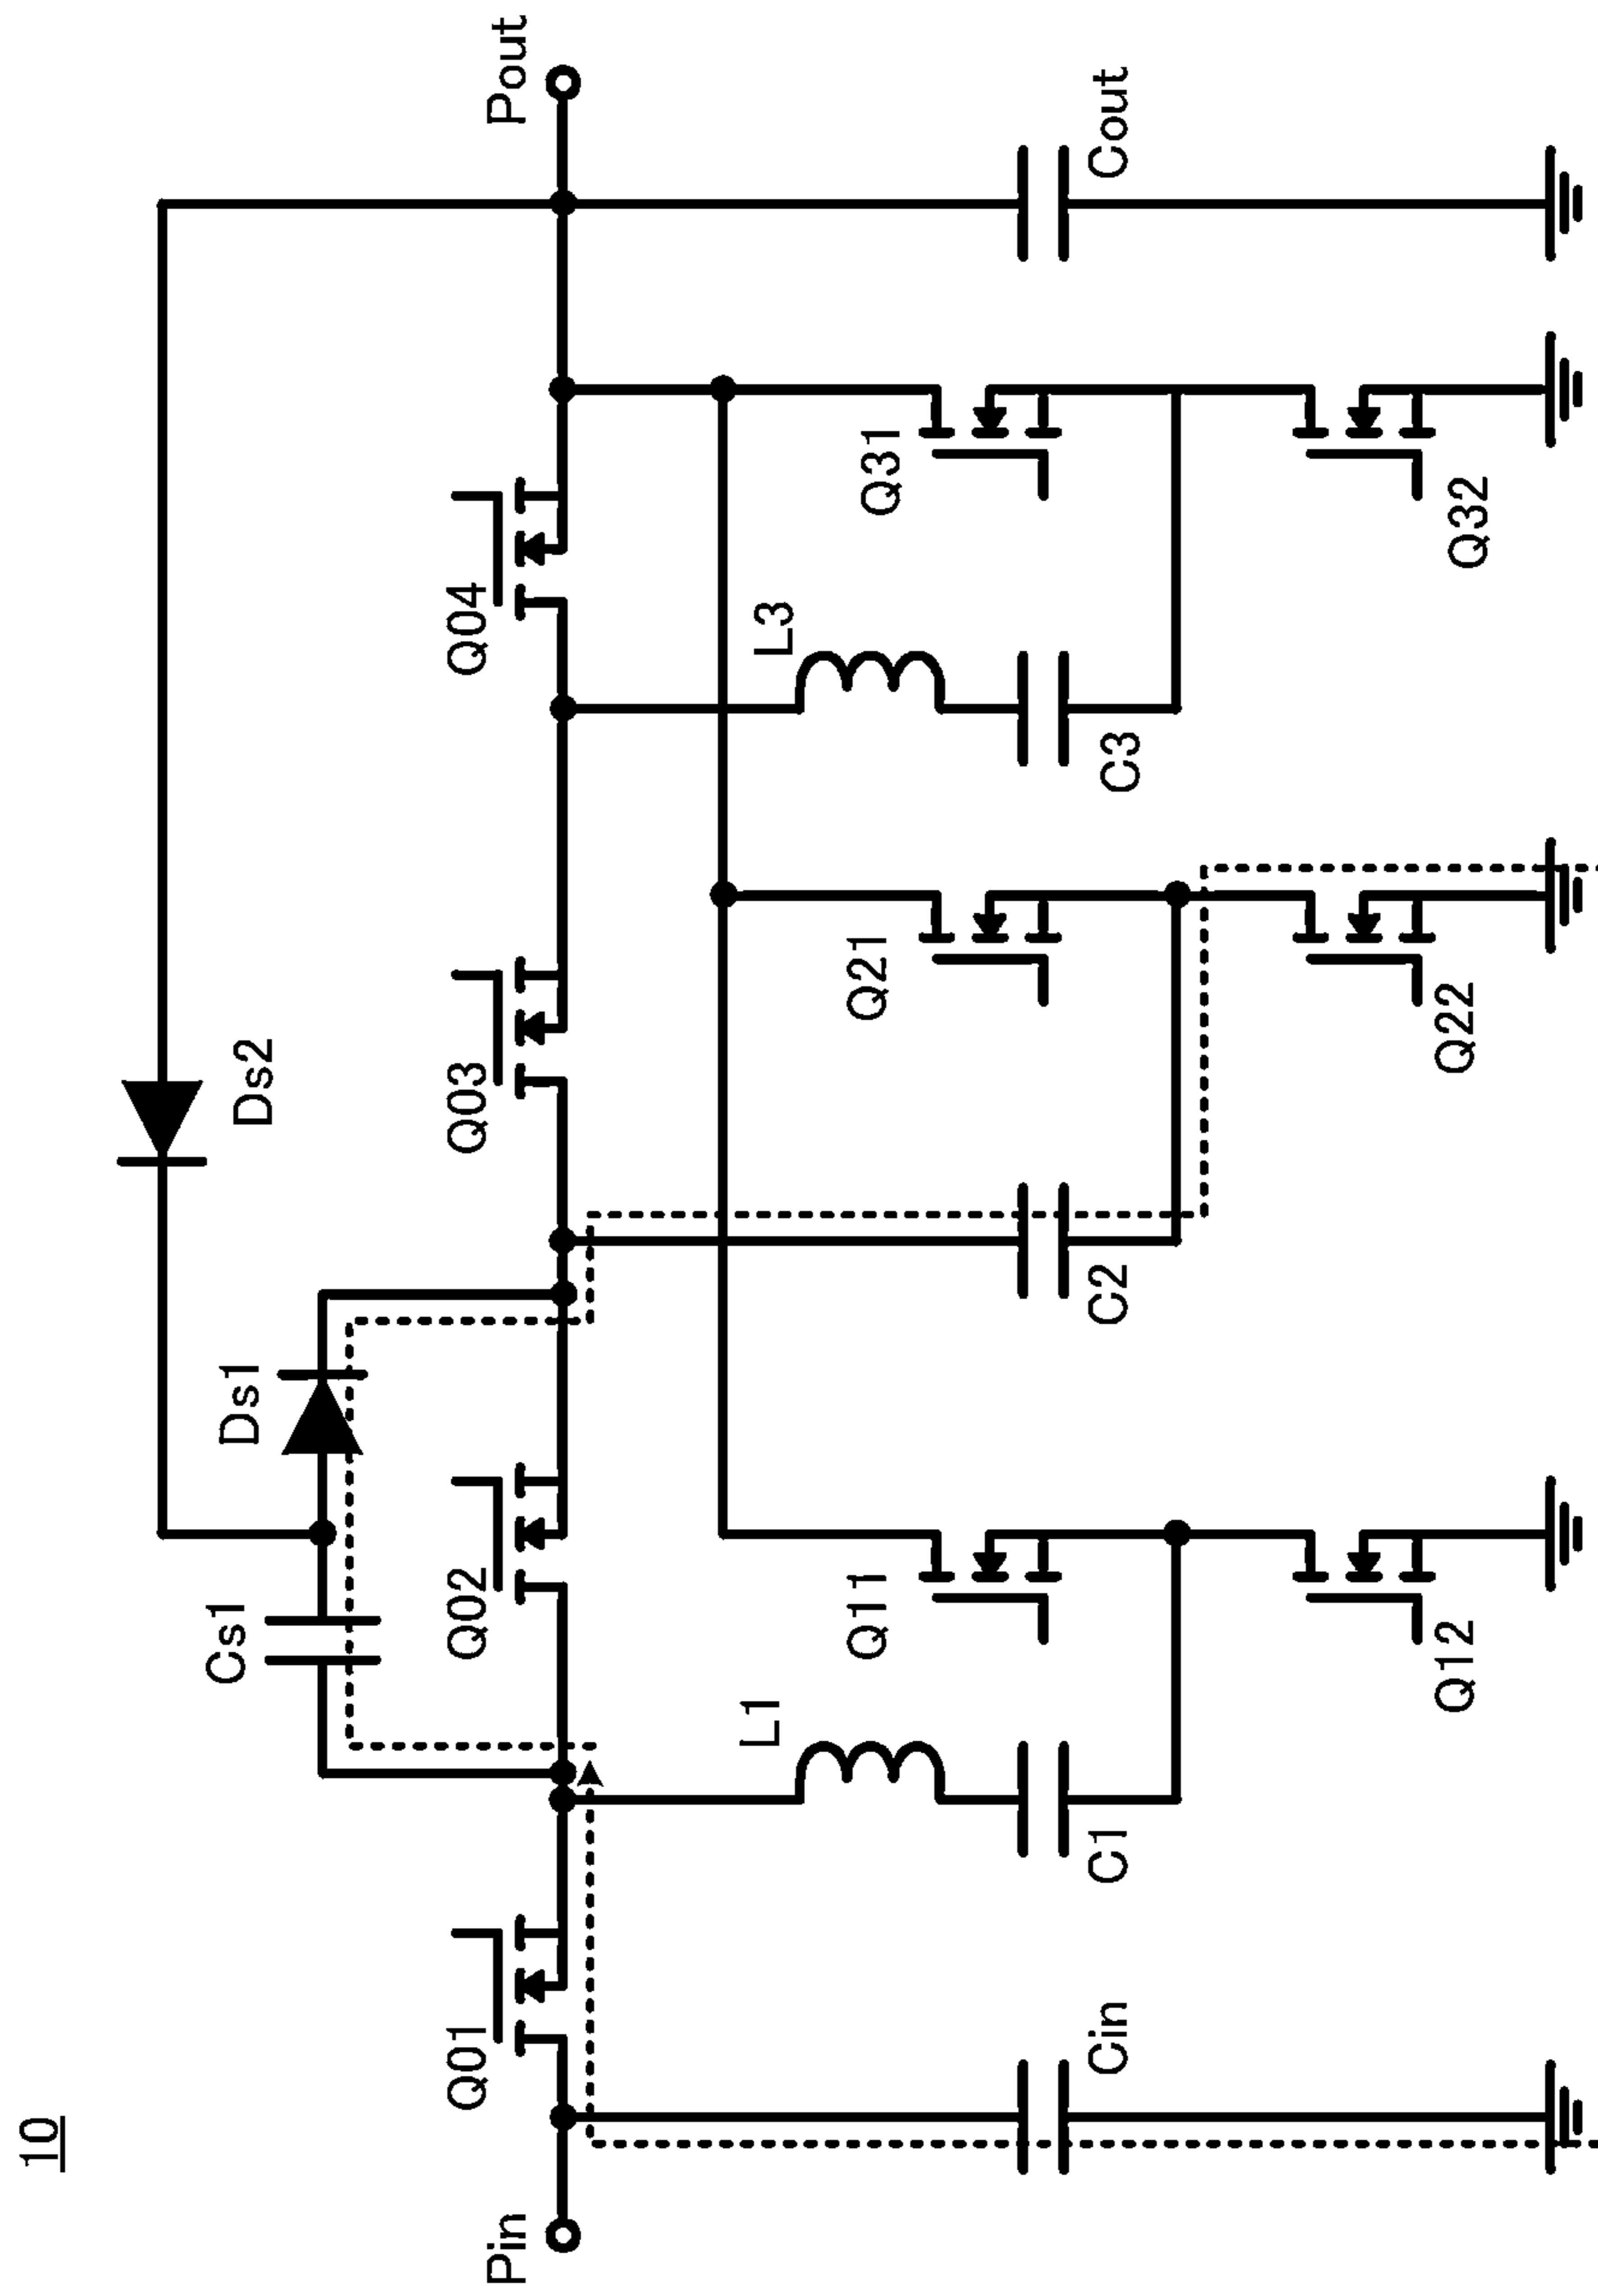 10
Ds2
Cs1
Ds1
Pin
Q01
Q02
Q03
Q04
Pout
L1
L3
Q11
Q21
Q31
Cin
C1
C2
C3
Cout
Q12
Q22
Q32